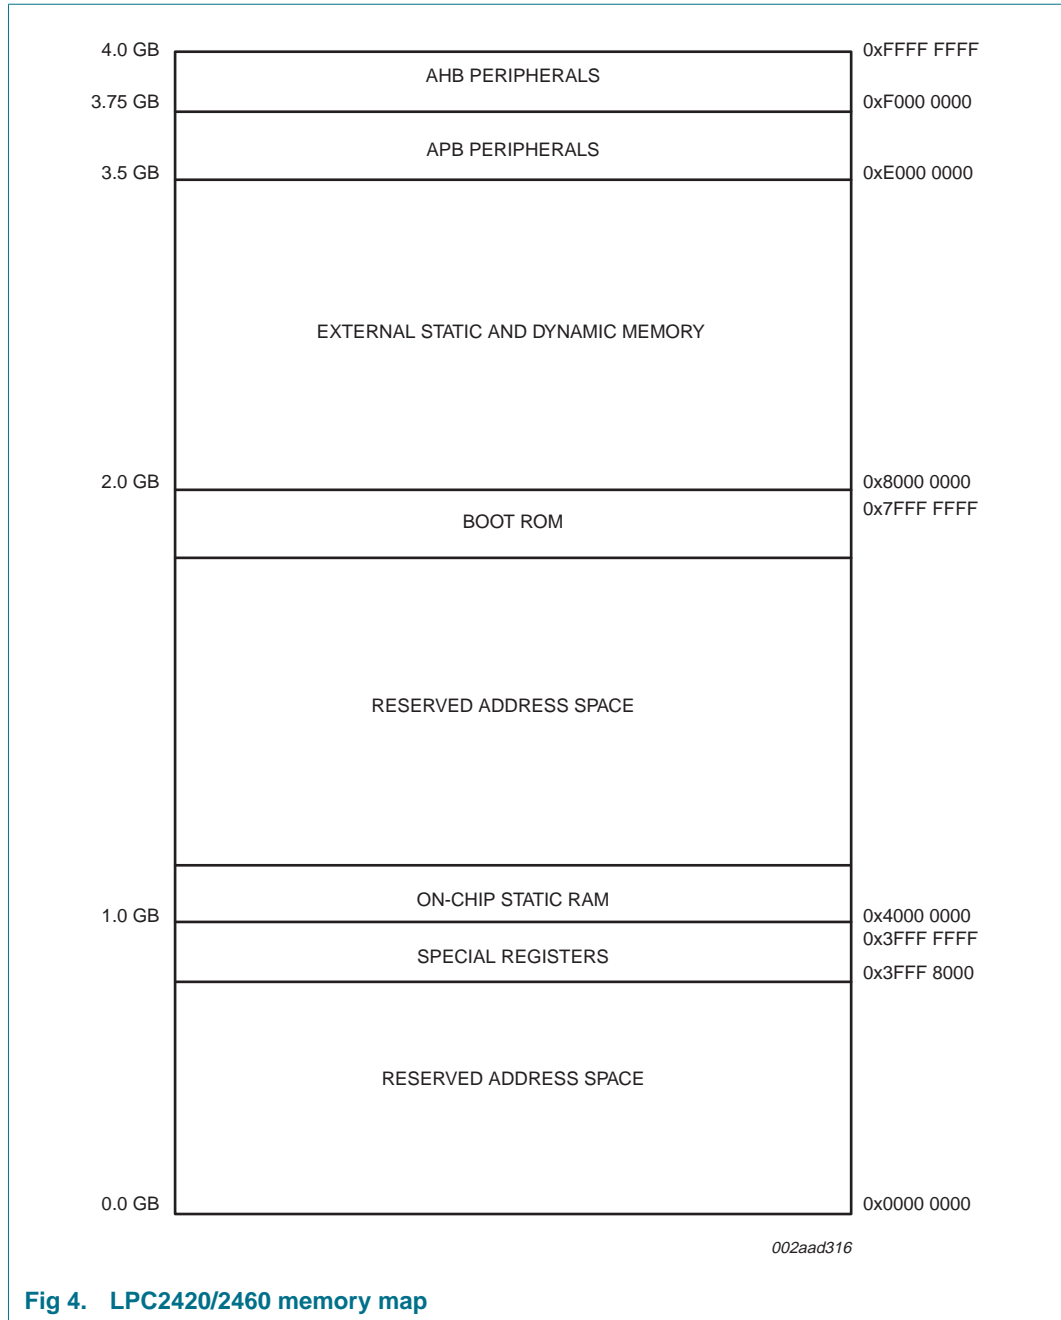 4.0 GB 0xFFFF FFFF
AHB PERIPHERALS
3.75 GB 0xF000 0000
APB PERIPHERALS
3.5 GB 0xE000 0000
EXTERNAL STATIC AND DYNAMIC MEMORY
2.0 GB 0x8000 0000
0x7FFF FFFF
BOOT ROM
RESERVED ADDRESS SPACE
ON-CHIP STATIC RAM
1.0 GB 0x4000 0000
0x3FFF FFFF
SPECIAL REGISTERS
0x3FFF 8000
RESERVED ADDRESS SPACE
0.0 GB 0x0000 0000
002aad316
Fig 4. LPC2420/2460 memory map